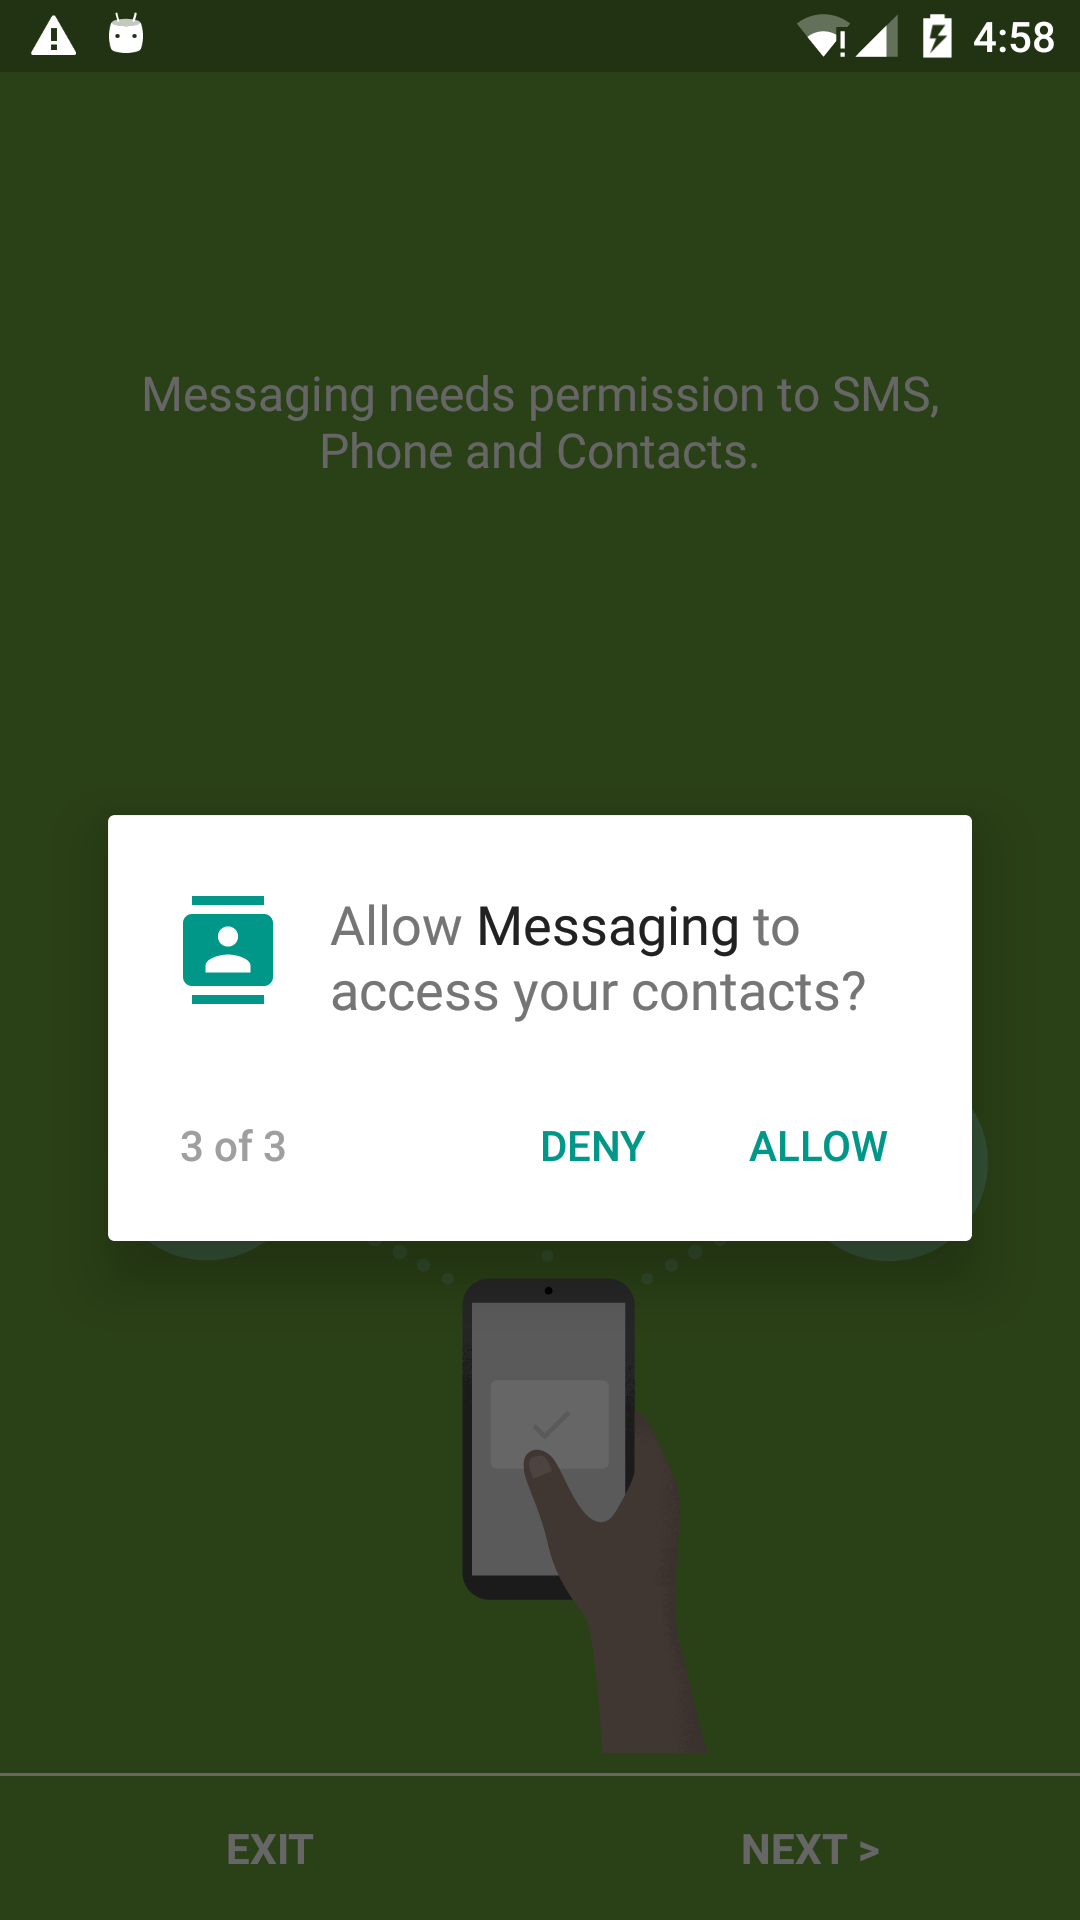 4:58
Messaging needs permission to SMS,
Phone and Contacts.
Allow Messaging to
access your contacts?
3 of 3 DENY ALLOW
EXIT NEXT >